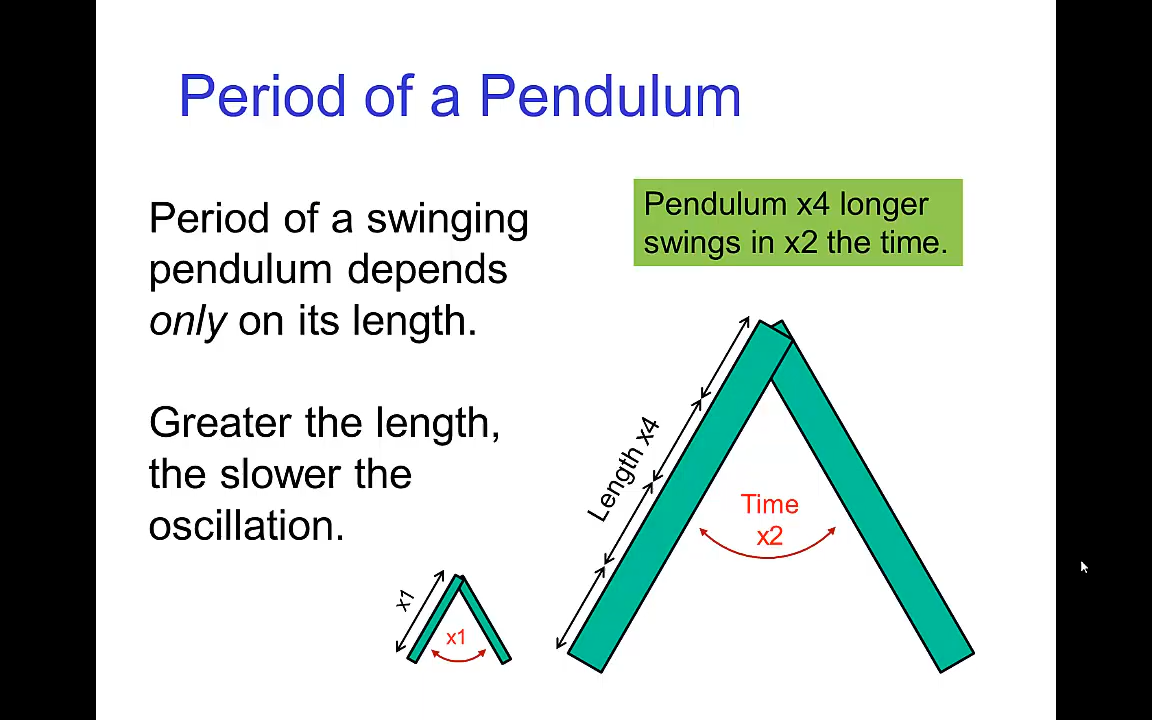 Period of a Pendulum
Period of a swinging
pendulum depends
only on its length.
Greater the length,
the slower the
oscillation.
Pendulum x4 longer
swings in x2 the time.
Length x4
Time
x2
x1
x1